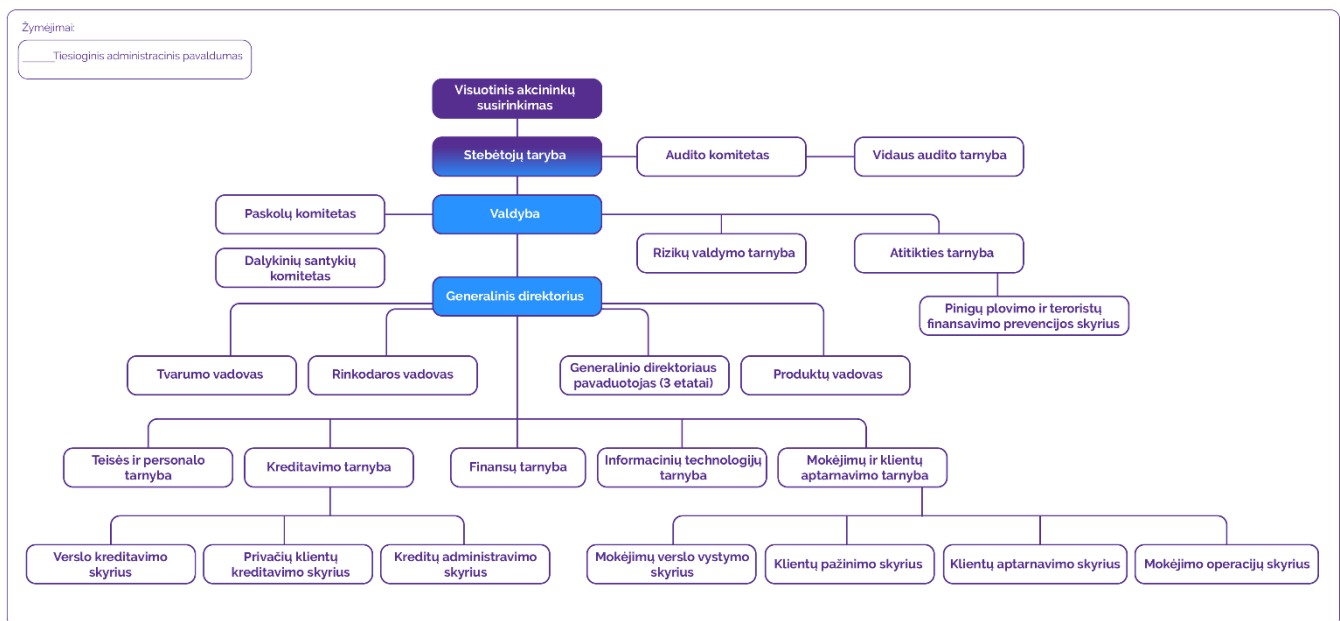 Žymėjimai:
______Tiesioginis administracinis pavaldumas
Visuotinis akcininkų
susirinkimas
Stebėtojų taryba
Audito komitetas
Vidaus audito tarnyba
Paskolų komitetas
Valdyba
Dalykinių santykių
komitetas
Rizikų valdymo tarnyba
Atitikties tarnyba
Generalinis direktorius
Pinigų plovimo ir teroristų
finansavimo prevencijos skyrius
Tvarumo vadovas
Rinkodaros vadovas
Generalinio direktoriaus
pavaduotojas (3 etatai)
Produktų vadovas
Teisės ir personalo
tarnyba
Kreditavimo tarnyba
Finansų tarnyba
Informacinių technologijų
tarnyba
Mokėjimų ir klientų
aptarnavimo tarnyba
Verslo kreditavimo
skyrius
Privačių klientų
kreditavimo skyrius
Kreditų administravimo
skyrius
Mokėjimų verslo vystymo
skyrius
Klientų pažinimo skyrius
Klientų aptarnavimo skyrius
Mokėjimo operacijų skyrius